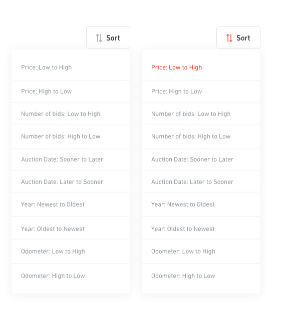 Sort
Price: Low to High
Price: High to Low
Number of bids: Low to High
Number of bids: High to Low
Auction Date: Sooner to Later
Auction Date: Later to Sooner
Year: Newest to Oldest
Year: Oldest to Newest
Odometer: Low to High
Odometer: High to Low
Sort
Price: Low to High
Price: High to Low
Number of bids: Low to High
Number of bids: High to Low
Auction Date: Sooner to Later
Auction Date: Later to Sooner
Year: Newest to Oldest
Year: Oldest to Newest
Odometer: Low to High
Odometer: High to Low